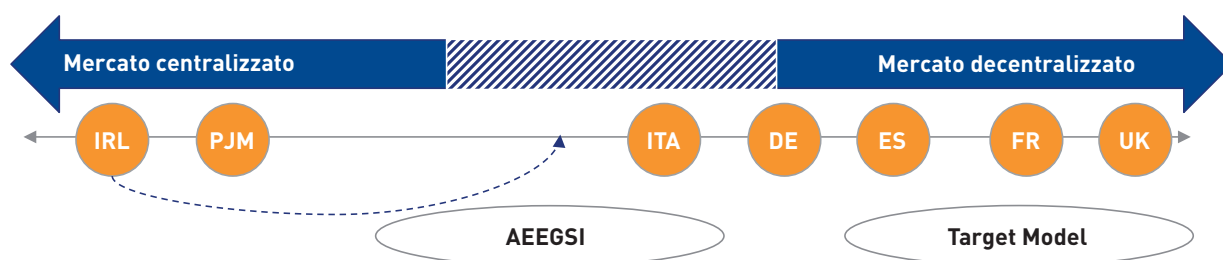 Mercato centralizzato
Mercato decentralizzato
IRL
PJM
ITA
DE
ES
FR
UK
AEEGSI
Target Model